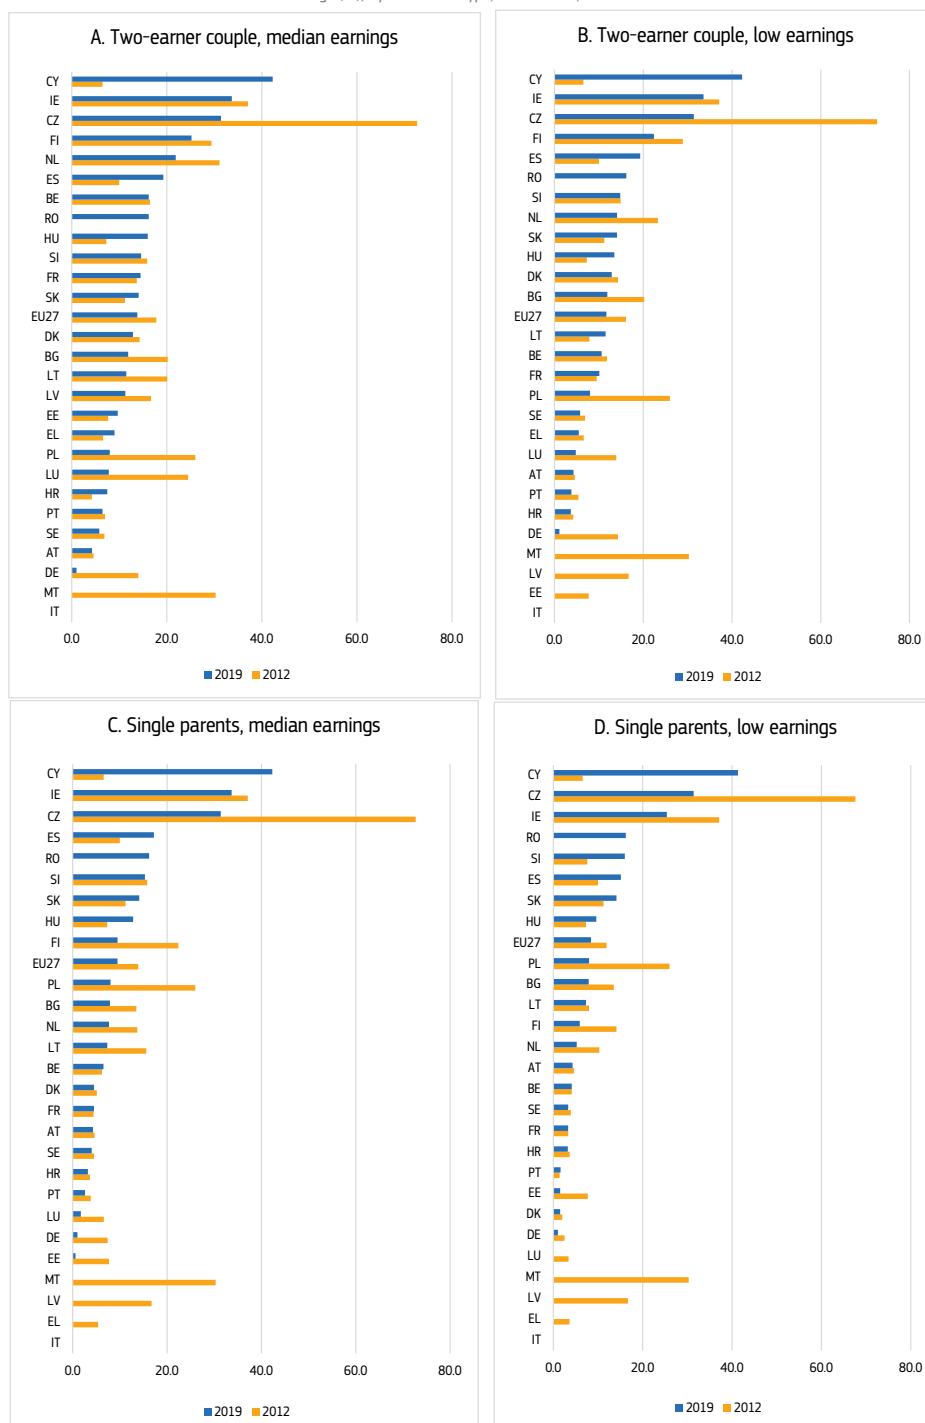 A. Two-earner couple, median earnings
CY
IE
CZ
FI
NL
ES
BE
RO
HU
SI
FR
SK
EU27
DK
BG
LT
LV
EE
EL
PL
LU
HR
PT
SE
AT
DE
MT
IT
0.0 20.0 40.0 60.0 80.0
2019 2012
B. Two-earner couple, low earnings
CY
IE
CZ
FI
ES
RO
SI
NL
SK
HU
DK
BG
EU27
LT
BE
FR
PL
SE
EL
LU
AT
PT
HR
DE
MT
LV
EE
IT
0.0 20.0 40.0 60.0 80.0
2019 2012
C. Single parents, median earnings
CY
IE
CZ
ES
RO
SI
SK
HU
FI
EU27
PL
BG
NL
LT
BE
DK
FR
AT
SE
HR
PT
LU
DE
EE
MT
LV
EL
IT
0.0 20.0 40.0 60.0 80.0
2019 2012
D. Single parents, low earnings
CY
CZ
IE
RO
SI
ES
SK
HU
EU27
PL
BG
LT
FI
NL
AT
BE
SE
FR
HR
PT
EE
DK
DE
LU
MT
LV
EL
IT
0.0 20.0 40.0 60.0 80.0
2019 2012